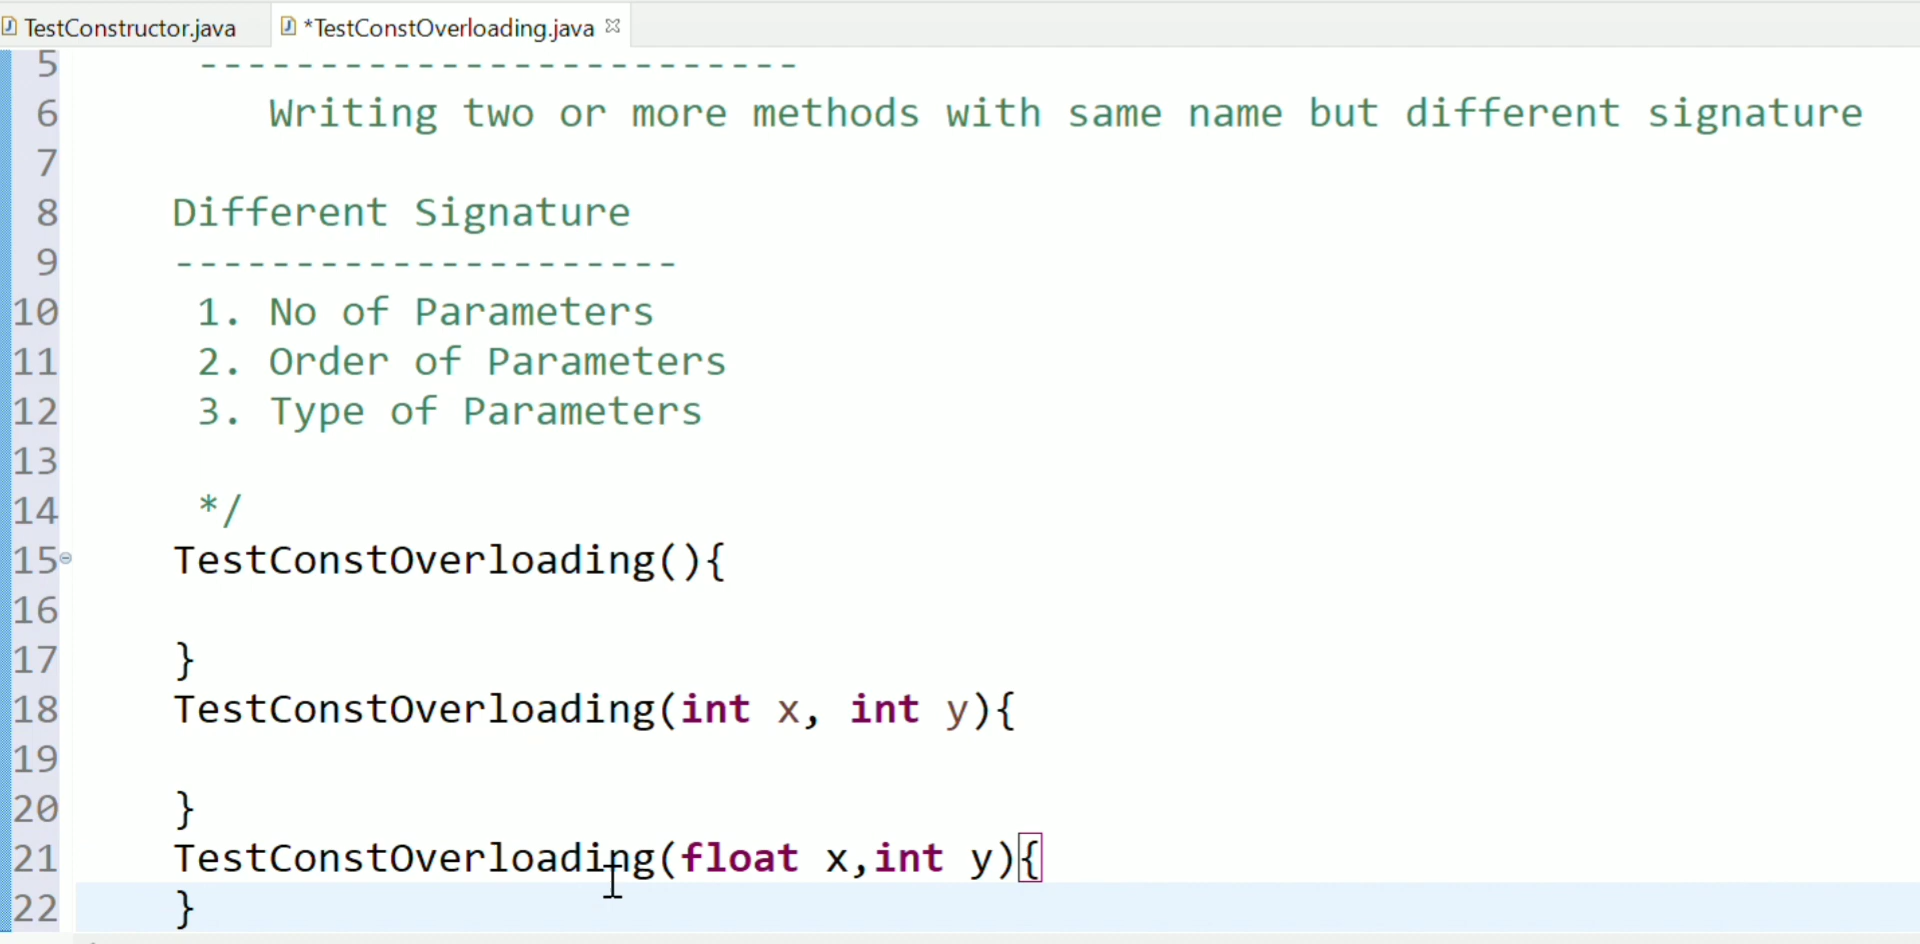 TestConstructor.java *TestConstOverloading.java
5 -------------------------
6 Writing two or more methods with same name but different signature
7
8 Different Signature
9 ---------------------
10 1. No of Parameters
11 2. Order of Parameters
12 3. Type of Parameters
13
14 */
15 TestConstOverloading(){
16
17 }
18 TestConstOverloading(int x, int y){
19
20 }
21 TestConstOverloading(float x,int y){
22 }